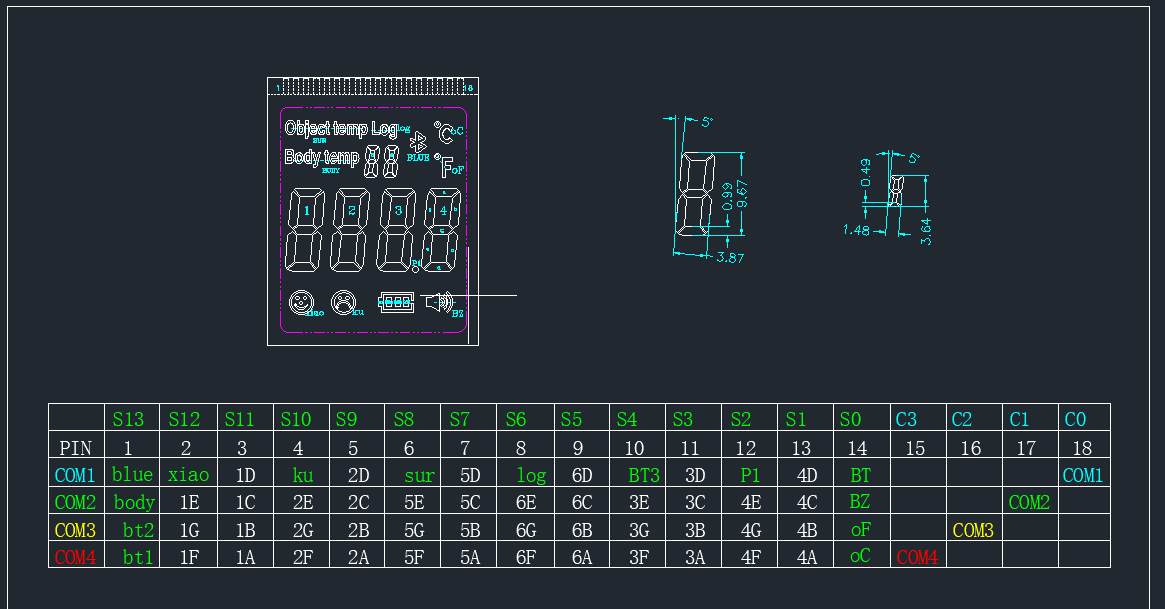 1 18
Object temp Log log °C oC
SUR
Body temp 88 BLUE °F oF
BODY
1 2 3 4
P1
xiao ku BZ
5°
0.99
9.67
3.87
5°
0.49
1.48
3.64
S13 S12 S11 S10 S9 S8 S7 S6 S5 S4 S3 S2 S1 S0 C3 C2 C1 C0
PIN 1 2 3 4 5 6 7 8 9 10 11 12 13 14 15 16 17 18
COM1 blue xiao 1D ku 2D sur 5D log 6D BT3 3D P1 4D BT COM1
COM2 body 1E 1C 2E 2C 5E 5C 6E 6C 3E 3C 4E 4C BZ COM2
COM3 bt2 1G 1B 2G 2B 5G 5B 6G 6B 3G 3B 4G 4B oF COM3
COM4 bt1 1F 1A 2F 2A 5F 5A 6F 6A 3F 3A 4F 4A oC COM4